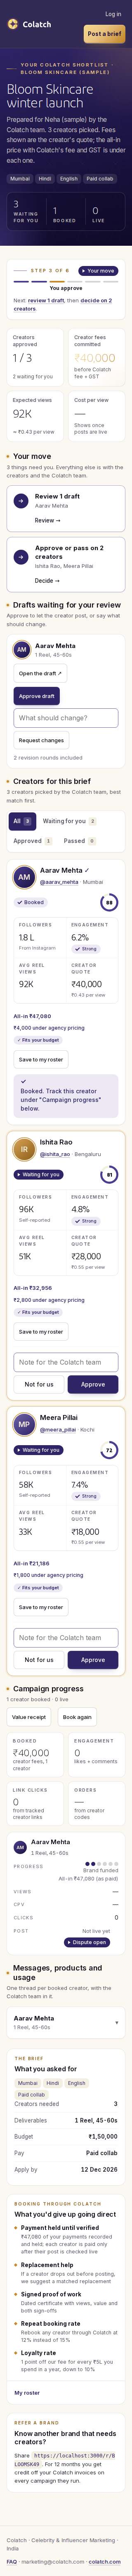 Colatch
Log in
Post a brief
YOUR COLATCH SHORTLIST ·
BLOOM SKINCARE (SAMPLE)
Bloom Skincare
winter launch
Prepared by Neha Sample, by the
Colatch team. 3 creators, picked
for your brief. Fees shown are all-in,
with Colatch's fee and GST, and
each sits on their own card.
Mumbai
Hindi
English
Paid collab
3
WAITING
FOR YOU
1
BOOKED
0
LIVE
STEP 3 OF 6
Your move
You approve
Next: review 1 draft, then decide on 2
creators.
Creators
approved
1 / 3
2 waiting for you
Creator fees
committed
₹40,000
before Colatch
fee + GST
Expected views
92K
≈ ₹0.43 per view
Cost per view
—
Shows once
posts are live
Your move
3 things need you. Everything else is with the
creators and the Colatch team.
Review 1 draft
Aarav Mehta
Review →
Approve or pass on 2
creators
Ishita Rao, Meera Pillai
Decide →
Drafts waiting for your review
Approve to let the creator post, or say what
should change.
AM
Aarav Mehta
1 Reel, 45-60s
Open the draft ↗
Approve draft
What should change?
Request changes
2 revision rounds included
Creators for this brief
3 creators picked by the Colatch team, best
match first.
All 3
Waiting for you 2
Approved 1
Passed 0
AM
Aarav Mehta ✓
@aarav_mehta · Mumbai
✓ Booked
88
FOLLOWERS
1.8 L
From Instagram
ENGAGEMENT
6.2%
✓ Strong
AVG REEL
VIEWS
92K
CREATOR
QUOTE
₹40,000
₹0.43 per view
All-in ₹47,080
₹4,000 under agency pricing
✓ Fits your budget
Save to my roster
✓
Booked. Track this creator
under "Campaign progress"
below.
IR
Ishita Rao
@ishita_rao · Bengaluru
Waiting for you
81
FOLLOWERS
96K
Self-reported
ENGAGEMENT
4.8%
✓ Strong
AVG REEL
VIEWS
51K
CREATOR
QUOTE
₹28,000
₹0.55 per view
All-in ₹32,956
₹2,800 under agency pricing
✓ Fits your budget
Save to my roster
Note for the Colatch team
Not for us
Approve
MP
Meera Pillai
@meera_pillai · Kochi
Waiting for you
72
FOLLOWERS
58K
Self-reported
ENGAGEMENT
7.4%
✓ Strong
AVG REEL
VIEWS
33K
CREATOR
QUOTE
₹18,000
₹0.55 per view
All-in ₹21,186
₹1,800 under agency pricing
✓ Fits your budget
Save to my roster
Note for the Colatch team
Not for us
Approve
Campaign progress
1 creator booked · 0 live
Value receipt
Book again
BOOKED
₹40,000
creator fees, 1
creator
ENGAGEMENT
0
likes + comments
LINK CLICKS
0
from tracked
creator links
ORDERS
—
from creator
codes
AM
Aarav Mehta
1 Reel, 45-60s
PROGRESS
Brand funded
All-in ₹47,080 (as paid)
VIEWS
—
CPV
—
CLICKS
0
POST
Not live yet
Dispute open
Messages, product and
usage
One thread per booked creator, with the
Colatch team in it.
Aarav Mehta
1 Reel, 45-60s
THE BRIEF
What you asked for
Mumbai
Hindi
English
Paid collab
Creators needed
3
Deliverables
1 Reel, 45-60s
Budget
₹1,50,000
Pay
Paid collab
Apply by
12 Dec 2026
BOOKING THROUGH COLATCH
What you'd give up going direct
Payment held until verified
₹47,080 of your payments recorded
and held; each creator is paid only
after their post is checked live
Replacement help
If a creator drops out before posting,
we suggest a matched replacement
Signed proof of work
Dated certificate with views, value and
both sign-offs
Repeat booking rate
Rebook any creator through Colatch at
12% instead of 15%
Loyalty rate
1 point off our fee for every ₹5L you
spend in a year, down to 10%
My roster
REFER A BRAND
Know another brand that needs
creators?
Share https://localhost:3000/r/B
LOOMSK49 . For 12 months you get
credit off your Colatch invoices on
every campaign they run.
Colatch · Celebrity & Influencer Marketing ·
India
FAQ · marketing@colatch.com · colatch.com